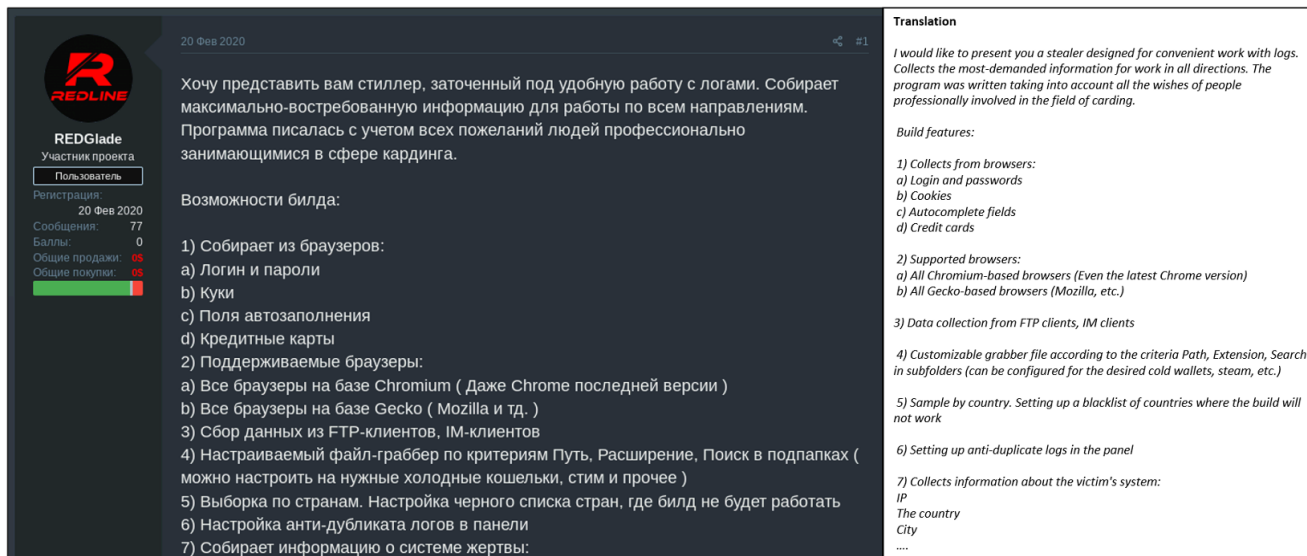 20 Фев 2020
#1
REDLINE
REDGlade
Участник проекта
Пользователь
Регистрация:
20 Фев 2020
Сообщения: 77
Баллы: 0
Общие продажи: 0$
Общие покупки: 0$
Хочу представить вам стиллер, заточенный под удобную работу с логами. Собирает
максимально-востребованную информацию для работы по всем направлениям.
Программа писалась с учетом всех пожеланий людей профессионально
занимающимися в сфере кардинга.
Возможности билда:
1) Собирает из браузеров:
a) Логин и пароли
b) Куки
c) Поля автозаполнения
d) Кредитные карты
2) Поддерживаемые браузеры:
a) Все браузеры на базе Chromium ( Даже Chrome последней версии )
b) Все браузеры на базе Gecko ( Mozilla и тд. )
3) Сбор данных из FTP-клиентов, IM-клиентов
4) Настраиваемый файл-граббер по критериям Путь, Расширение, Поиск в подпапках (
можно настроить на нужные холодные кошельки, стим и прочее )
5) Выборка по странам. Настройка черного списка стран, где билд не будет работать
6) Настройка анти-дубликата логов в панели
7) Собирает информацию о системе жертвы:
Translation
I would like to present you a stealer designed for convenient work with logs.
Collects the most-demanded information for work in all directions. The
program was written taking into account all the wishes of people
professionally involved in the field of carding.
Build features:
1) Collects from browsers:
a) Login and passwords
b) Cookies
c) Autocomplete fields
d) Credit cards
2) Supported browsers:
a) All Chromium-based browsers (Even the latest Chrome version)
b) All Gecko-based browsers (Mozilla, etc.)
3) Data collection from FTP clients, IM clients
4) Customizable grabber file according to the criteria Path, Extension, Search
in subfolders (can be configured for the desired cold wallets, steam, etc.)
5) Sample by country. Setting up a blacklist of countries where the build will
not work
6) Setting up anti-duplicate logs in the panel
7) Collects information about the victim's system:
IP
The country
City
....